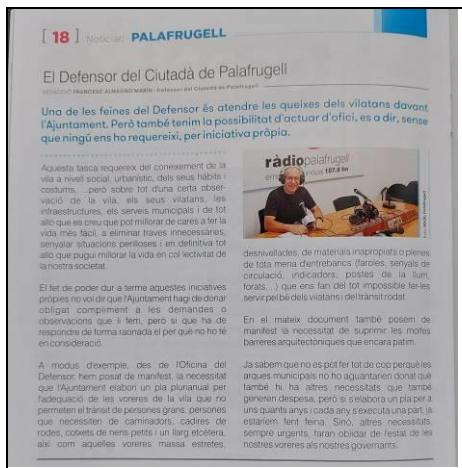 [ 18 ] Noticiari PALAFRUGELL
El Defensor del Ciutadà de Palafrugell
REDACCIÓ FRANCESC ALMAGRO MARÍN - Defensor del Ciutadà de Palafrugell
Una de les feines del Defensor és atendre les queixes dels vilatans davant
l'Ajuntament. Però també tenim la possibilitat d'actuar d'ofici, es a dir, sense
que ningú ens ho requereixi, per iniciativa pròpia.
Aquesta tasca requereix del coneixement de la
vila a nivell social, urbanístic, dels seus hàbits i
costums, ...però sobre tot d'una certa obser-
vació de la vila, els seus vilatans, les
infraestructures, els serveis municipals i de tot
allò que es creu que pot millorar de cares a fer la
vida més fàcil, a eliminar traves innecessàries,
senyalar situacions perilloses i en definitiva tot
allò que pugui millorar la vida en col·lectivitat de
la nostra societat.
El fet de poder dur a terme aquestes iniciatives
pròpies no vol dir que l'Ajuntament hagi de donar
obligat compliment a les demandes o
observacions que li fem, però si que ha de
respondre de forma raonada el per què no ho té
en consideració.
A modus d'exemple, des de l'Oficina del
Defensor, hem posat de manifest, la necessitat
que l'Ajuntament elabori un pla plurianual per
l'adequació de les voreres de la vila que no
permeten el trànsit de persones grans, persones
que necessiten de caminadors, cadires de
rodes, cotxets de nens petits i un llarg etcètera,
així com aquelles voreres massa estretes,
ràdiopalafrugell
107.8 fm
desnivellades, de materials inapropiats o plenes
de tota mena d'entrebancs (faroles, senyals de
circulació, indicadors, postes de la llum,
forats...) que ens fan del tot impossible fer-les
servir pel bé dels vilatans i del trànsit rodat.
En el mateix document també posem de
manifest la necessitat de suprimir les moltes
barreres arquitectòniques que encara patim.
Ja sabem que no es pot fer tot de cop perquè les
arques municipals no ho aguantarien donat què
també hi ha altres necessitats que també
generen despesa, però si s'elabora un pla per a
uns quants anys i cada any s'executa una part, ja
estaríem fent feina. Sinó, altres necessitats,
sempre urgents, faran oblidar de l'estat de les
nostres voreres als nostres governants.